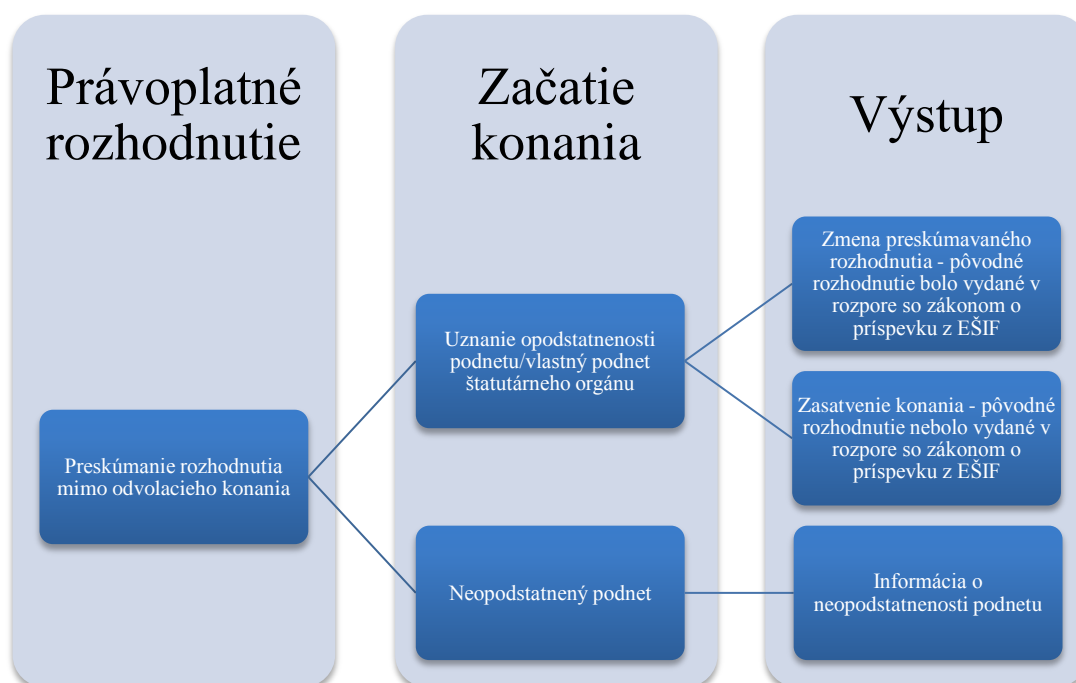 Právoplatné
rozhodnutie
Začatie
konania
Výstup
Preskúmanie rozhodnutia
mimo odvolacieho konania
Uznanie opodstatnenosti
podnetu/vlastný podnet
štatutárneho orgánu
Neopodstatnený podnet
Zmena preskúmavaného
rozhodnutia - pôvodné
rozhodnutie bolo vydané v
rozpore so zákonom o
príspevku z EŠIF
Zasatvenie konania - pôvodné
rozhodnutie nebolo vydané v
rozpore so zákonom o
príspevku z EŠIF
Informácia o
neopodstatnenosti podnetu